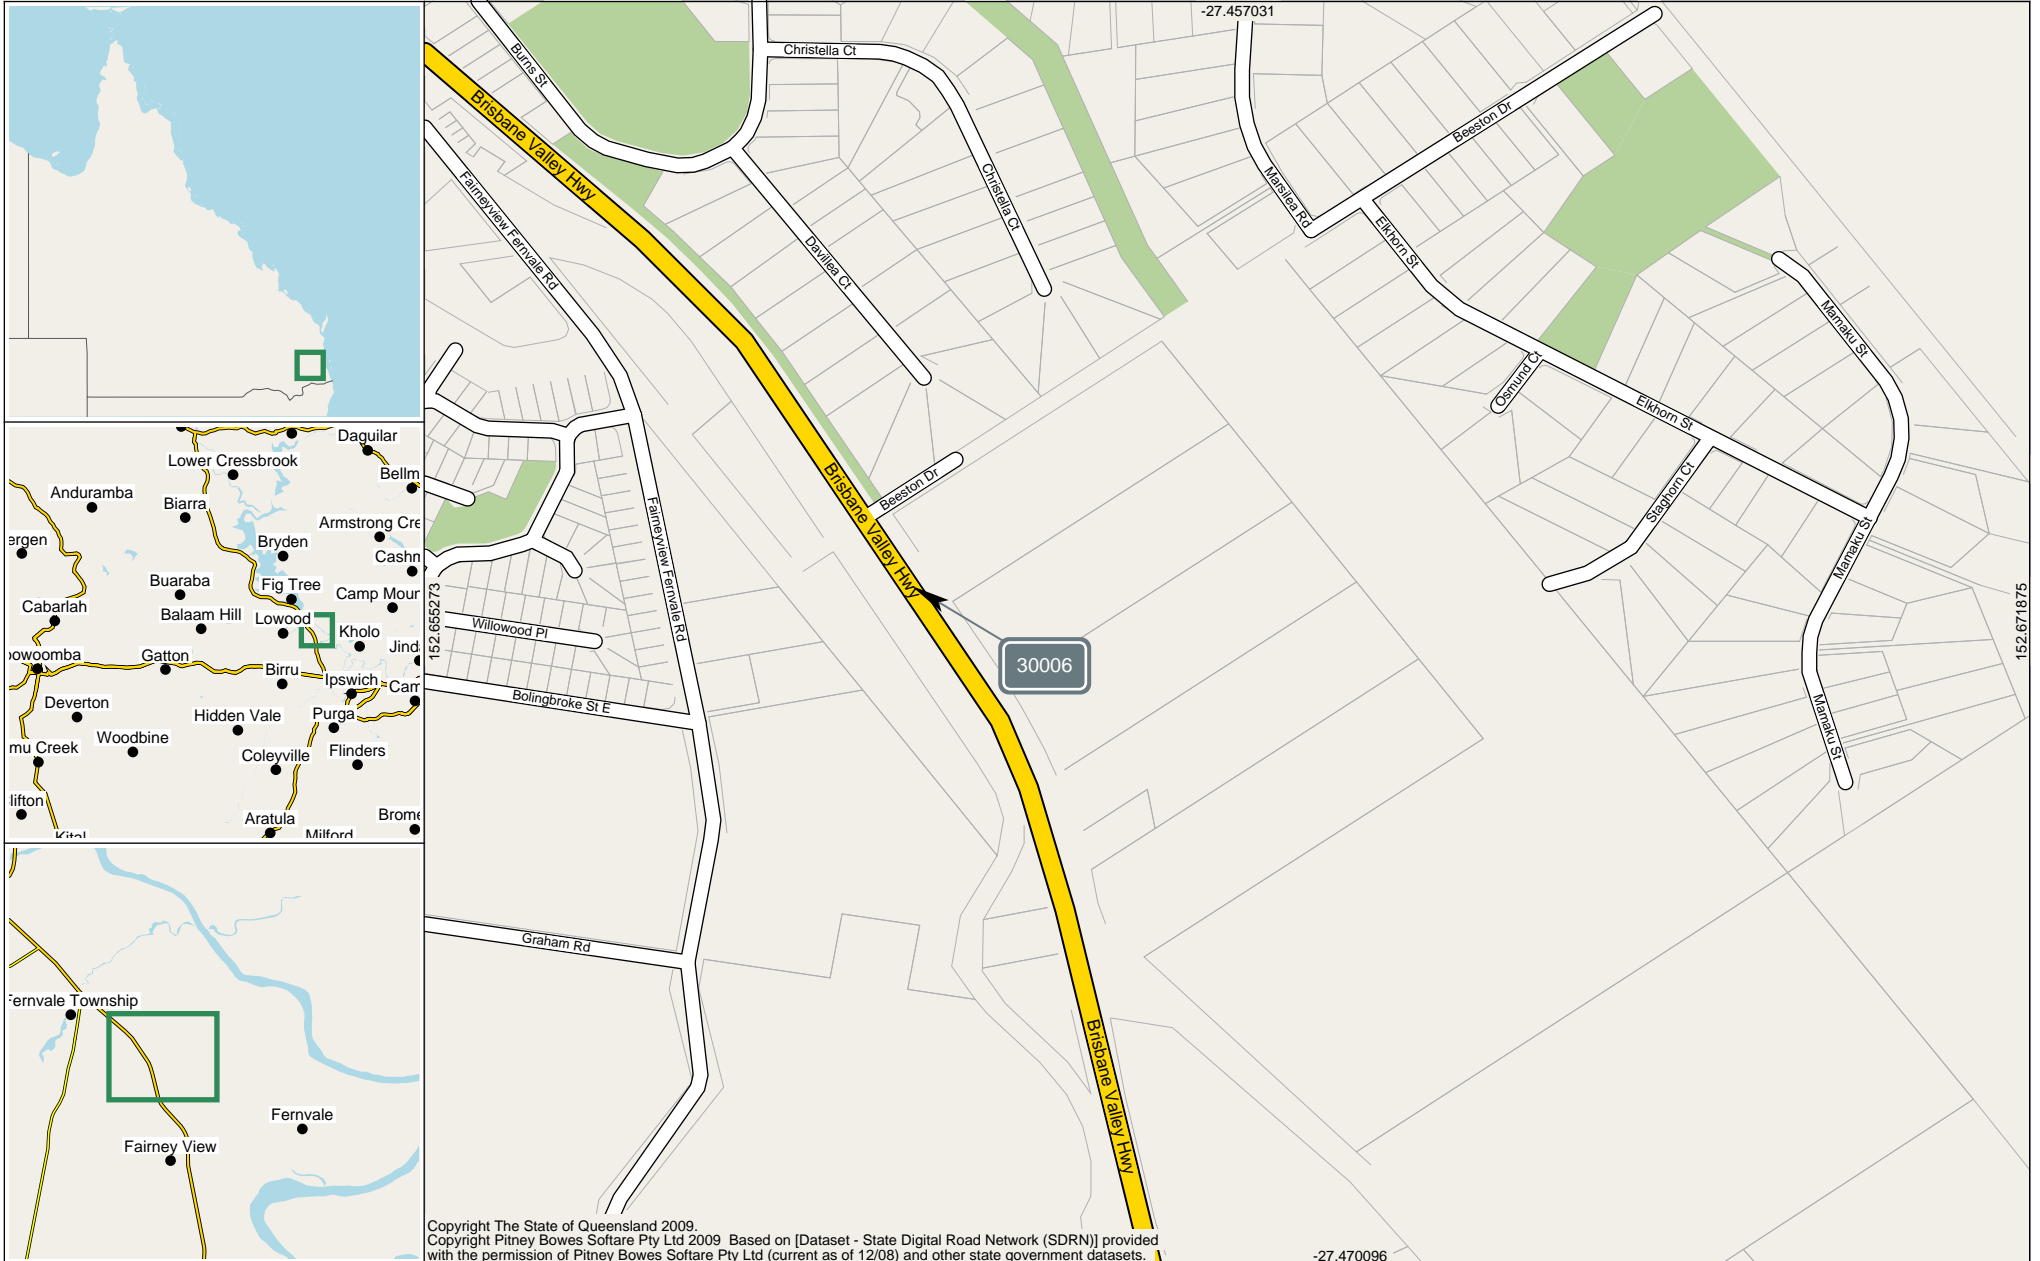 Daguilar
Lower Cressbrook
Bellm
Anduramba
Biarra
Armstrong Cre
ergen
Bryden
Cashm
Buaraba
Fig Tree
Camp Moun
Cabarlah
Balaam Hill
Lowood
Kholo
Jind
oowoomba
Gatton
Birru
Ipswich
Cam
Deverton
Hidden Vale
Purga
mu Creek
Woodbine
Coleyville
Flinders
lifton
Aratula
Brome
Kital
Milford
Fernvale Township
Fernvale
Fairney View
-27.457031
Burns St
Christella Ct
Brisbane Valley Hwy
Beeston Dr
Fairneyview Fernvale Rd
Christella Ct
Marsilea Rd
Davillea Ct
Elkhorn St
Mamaku St
Osmund Ct
Elkhorn St
Brisbane Valley Hwy
Beeston Dr
Staghorn Ct
Fairneyview Fernvale Rd
Mamaku St
152.655273
152.671875
Willowood Pl
30006
Bolingbroke St E
Mamaku St
Graham Rd
Brisbane Valley Hwy
Copyright The State of Queensland 2009.
Copyright Pitney Bowes Softare Pty Ltd 2009 Based on [Dataset - State Digital Road Network (SDRN)] provided
with the permission of Pitney Bowes Softare Pty Ltd (current as of 12/08) and other state government datasets.
-27.470096